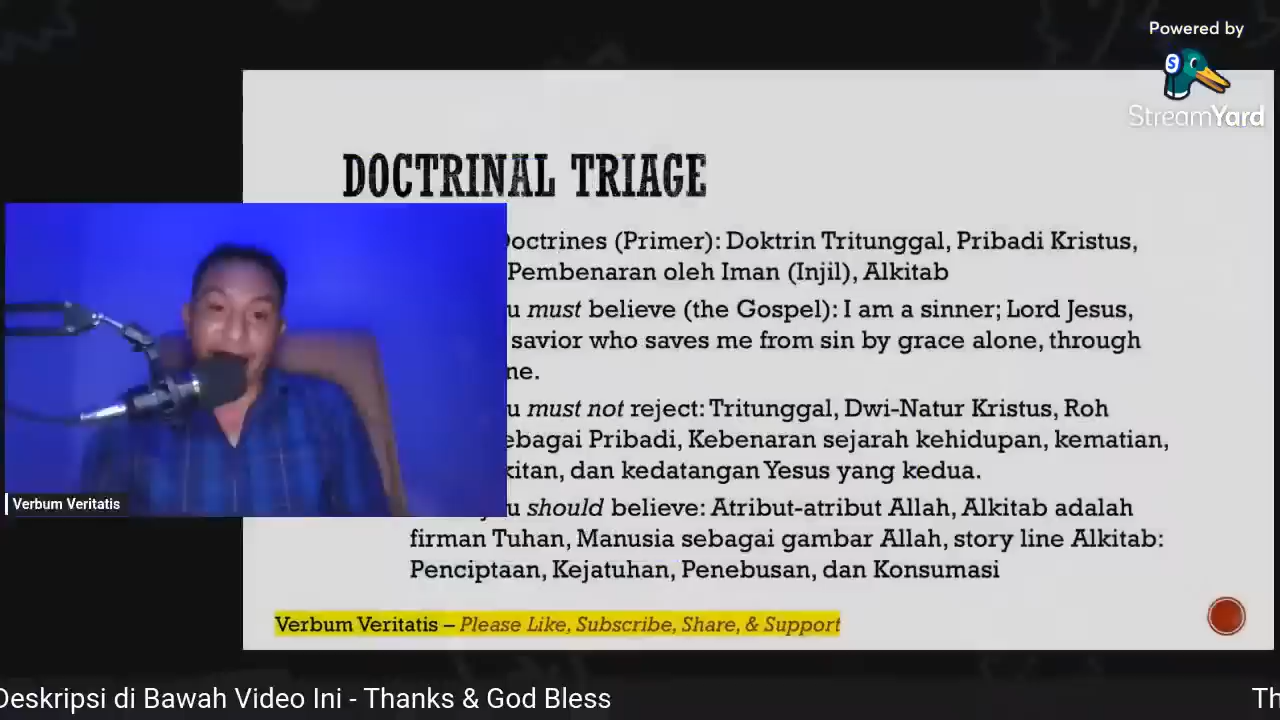 Powered by
StreamYard
DOCTRINAL TRIAGE
Doctrines (Primer): Doktrin Tritunggal, Pribadi Kristus,
Pembenaran oleh Iman (Injil), Alkitab
must believe (the Gospel): I am a sinner; Lord Jesus,
savior who saves me from sin by grace alone, through
must not reject: Tritunggal, Dwi-Natur Kristus, Roh
sebagai Pribadi, Kebenaran sejarah kehidupan, kematian,
dan kedatangan Yesus yang kedua.
should believe: Atribut-atribut Allah, Alkitab adalah
firman Tuhan, Manusia sebagai gambar Allah, story line Alkitab:
Penciptaan, Kejatuhan, Penebusan, dan Konsumasi
Verbum Veritatis
Verbum Veritatis – Please Like, Subscribe, Share, & Support
Deskripsi di Bawah Video Ini - Thanks & God Bless